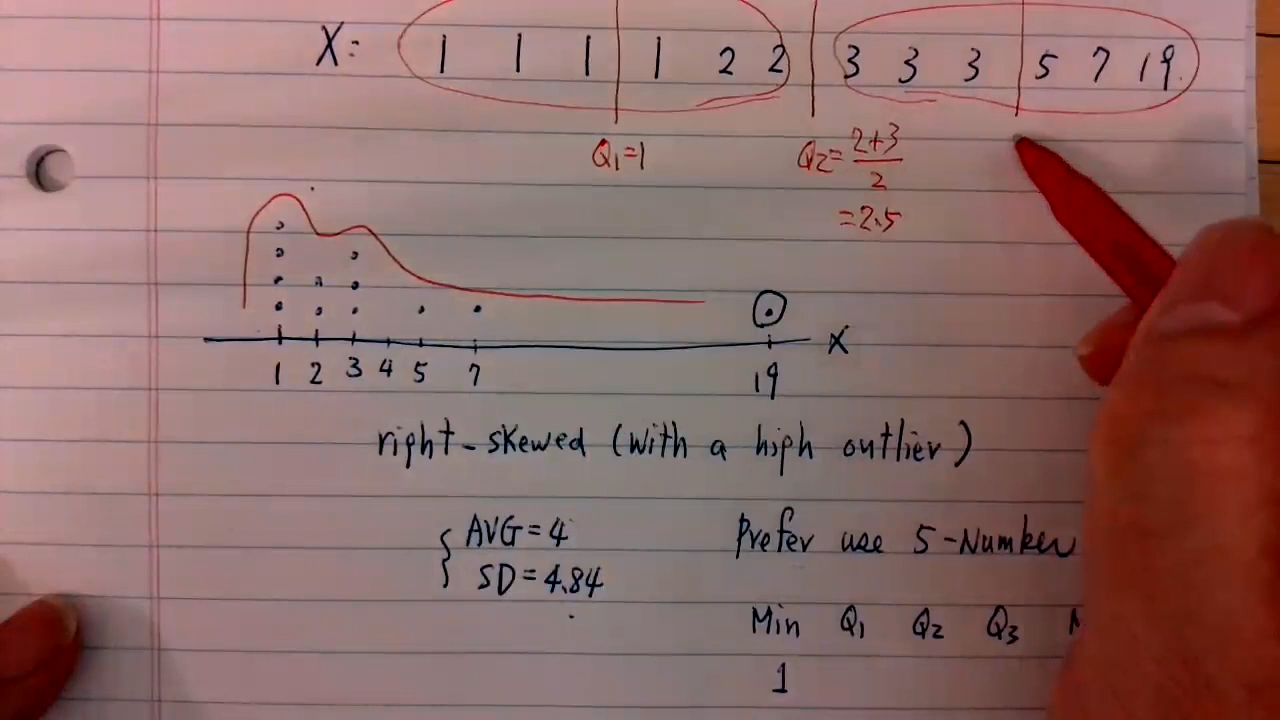 X: 1 1 1 1 2 2 3 3 3 5 7 19
Q1=1 Q2= 2+3
2
=2.5
X
1 2 3 4 5 7 19
right-skewed (with a high outlier)
AVG=4 Prefer use 5-Number
SD=4.84
Min Q1 Q2 Q3
1